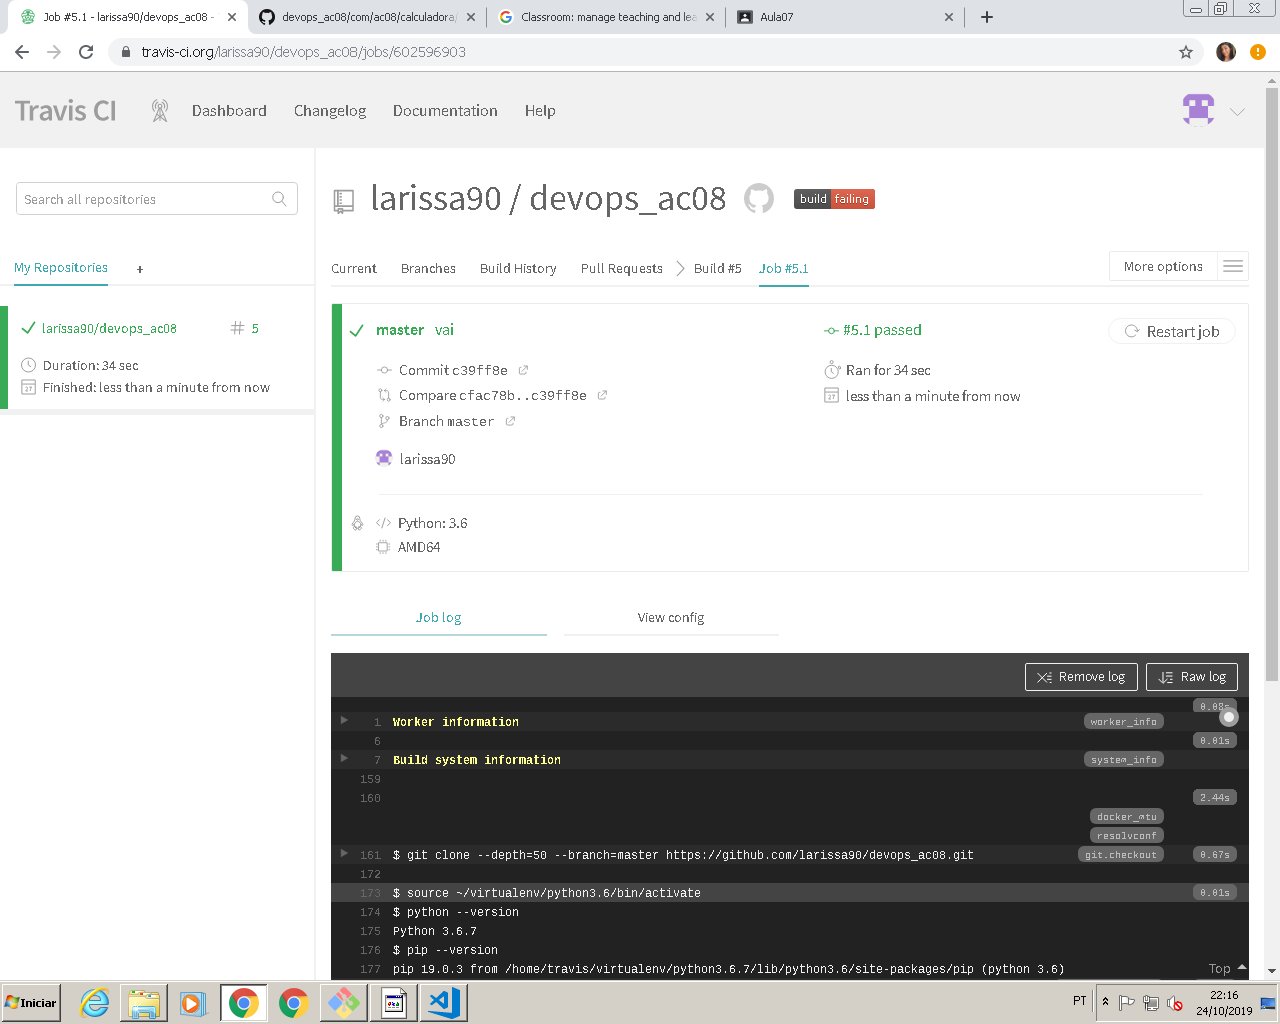 Job #5.1 - larissa90/devops_ac08 -
devops_ac08/com/ac08/calculadora/
Classroom: manage teaching and lea
Aula07
travis-ci.org/larissa90/devops_ac08/jobs/602596903
Travis CI
Dashboard
Changelog
Documentation
Help
Search all repositories
larissa90 / devops_ac08
build failing
My Repositories
+
Current
Branches
Build History
Pull Requests
Build #5
Job #5.1
More options
larissa90/devops_ac08
# 5
Duration: 34 sec
Finished: less than a minute from now
master vai
#5.1 passed
Restart job
Commit c39ff8e
Ran for 34 sec
Compare cfac78b..c39ff8e
less than a minute from now
Branch master
larissa90
Python: 3.6
AMD64
Job log
View config
Remove log
Raw log
0.08s
1 Worker information worker_info
6 0.01s
7 Build system information system_info
159
160 2.44s
docker_mtu
resolvconf
161 $ git clone --depth=50 --branch=master https://github.com/larissa90/devops_ac08.git git.checkout 0.67s
172
173 $ source ~/virtualenv/python3.6/bin/activate 0.01s
174 $ python --version
175 Python 3.6.7
176 $ pip --version
177 pip 19.0.3 from /home/travis/virtualenv/python3.6.7/lib/python3.6/site-packages/pip (python 3.6)
Top
Iniciar
PT
22:16
24/10/2019